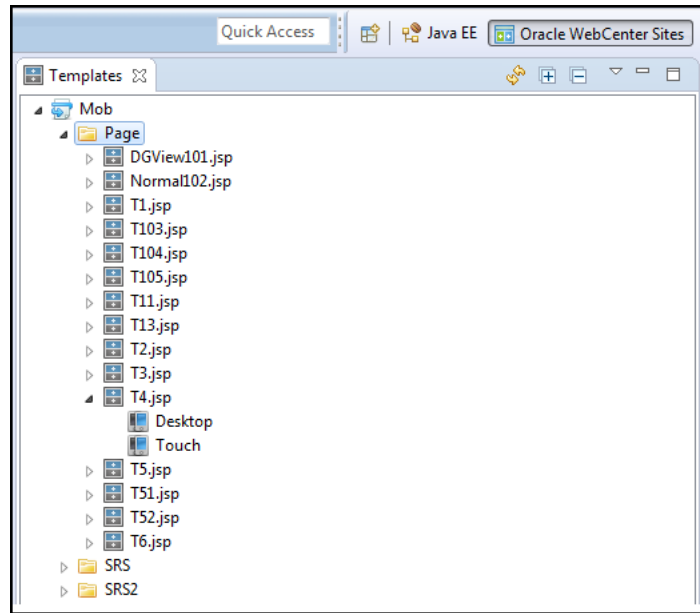 Quick Access Java EE Oracle WebCenter Sites
Templates
Mob
Page
DGView101.jsp
Normal102.jsp
T1.jsp
T103.jsp
T104.jsp
T105.jsp
T11.jsp
T13.jsp
T2.jsp
T3.jsp
T4.jsp
Desktop
Touch
T5.jsp
T51.jsp
T52.jsp
T6.jsp
SRS
SRS2